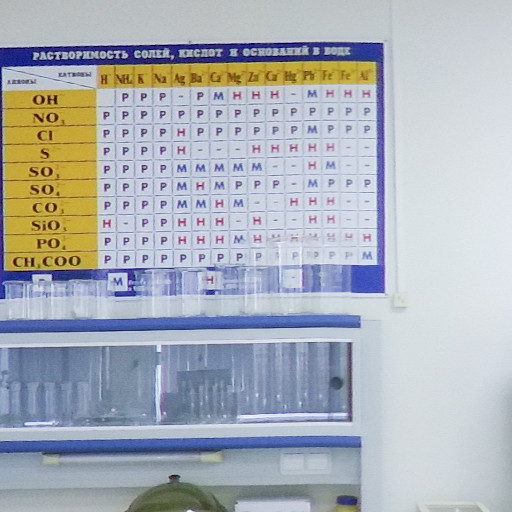 РАСТВОРИМОСТЬ СОЛЕЙ, КИСЛОТ И ОСНОВАНИЙ В ВОДЕ
КАТИОНЫ
АНИОНЫ
H NH₄ K Na Ag Ba Ca Mg Zn Cu Hg Pb Fe Fe Al
OH P P P – P M H H H – M H H H
NO₃ P P P P P P P P P P P P P P P
Cl P P P P H P P P P P P M P P
S P P P P H – – – H H H H H – –
SO₃ P P P P M M M M M – – H M – –
SO₄ P P P P M H M P P P – M P P P
CO₃ P P P P M M H M – – H H H – –
SiO₃ H – P P H H H – H – – H H – –
PO₄ P P P P H H H M H H H H H H H
CH₃COO P P P P P P P P P P P P P P M
M
H